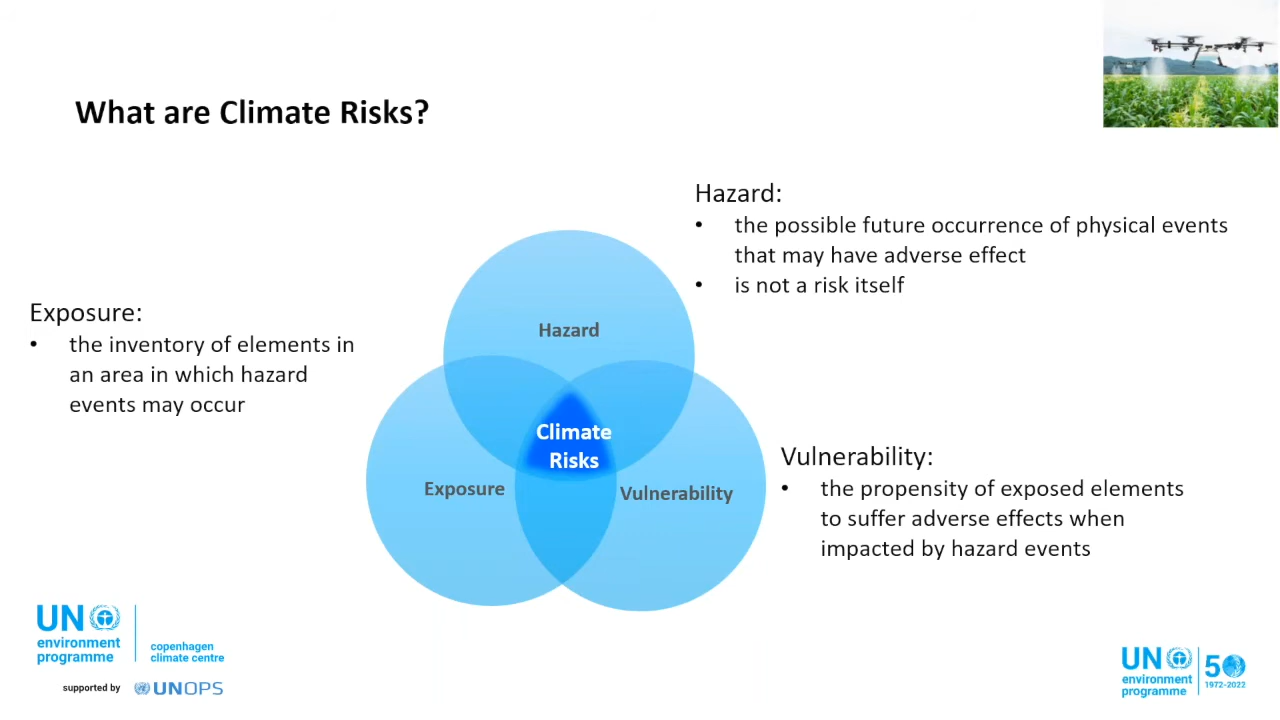 What are Climate Risks?
Hazard:
• the possible future occurrence of physical events
that may have adverse effect
• is not a risk itself
Exposure:
• the inventory of elements in
an area in which hazard
events may occur
Hazard
Climate
Risks
Exposure
Vulnerability
Vulnerability:
• the propensity of exposed elements
to suffer adverse effects when
impacted by hazard events
UN
environment
programme
copenhagen
climate centre
supported by
UNOPS
UN
environment
programme
50
1972-2022